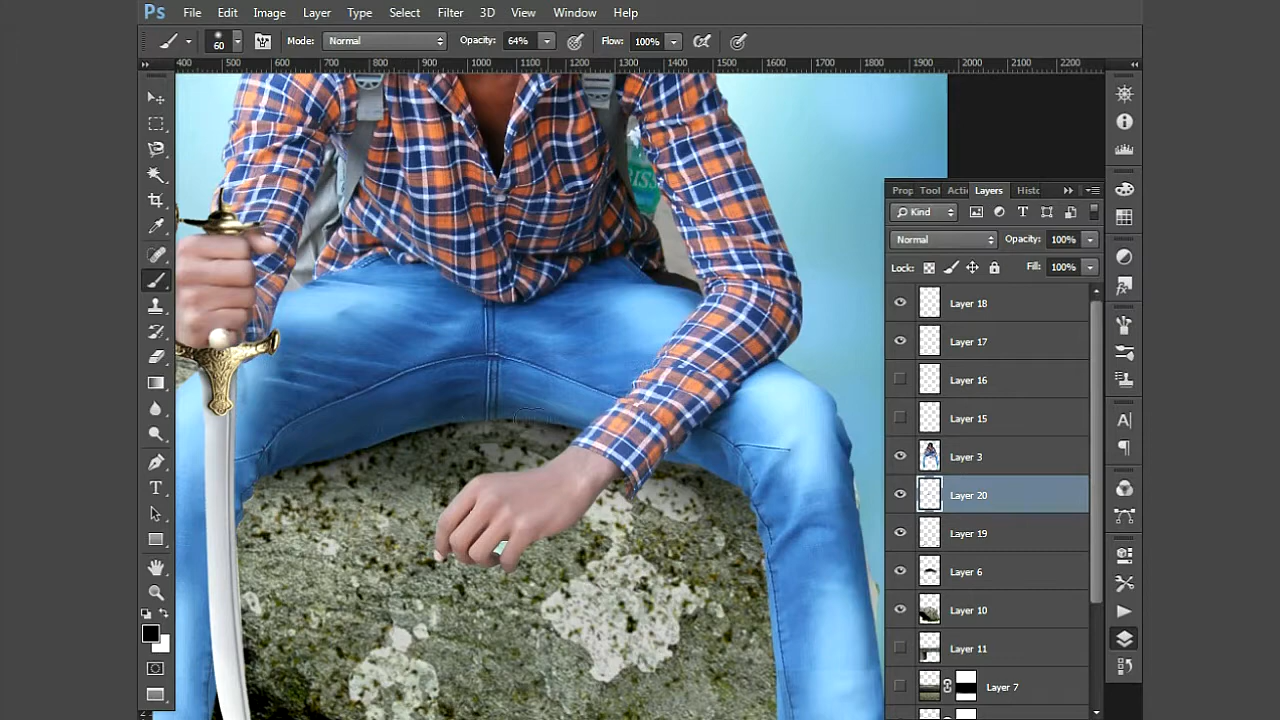 Ps File Edit Image Layer Type Select Filter 3D View Window Help
60 Mode: Normal Opacity: 64% Flow: 100%
400 500 600 700 800 900 1000 1100 1200 1300 1400 1500 1600 1700 1800 1900 2000 2100 2200
RISS
Prop Tool Acti Layers Histo
Kind
Normal Opacity: 100%
Lock: Fill: 100%
Layer 18
Layer 17
Layer 16
Layer 15
Layer 3
Layer 20
Layer 19
Layer 6
Layer 10
Layer 11
Layer 7